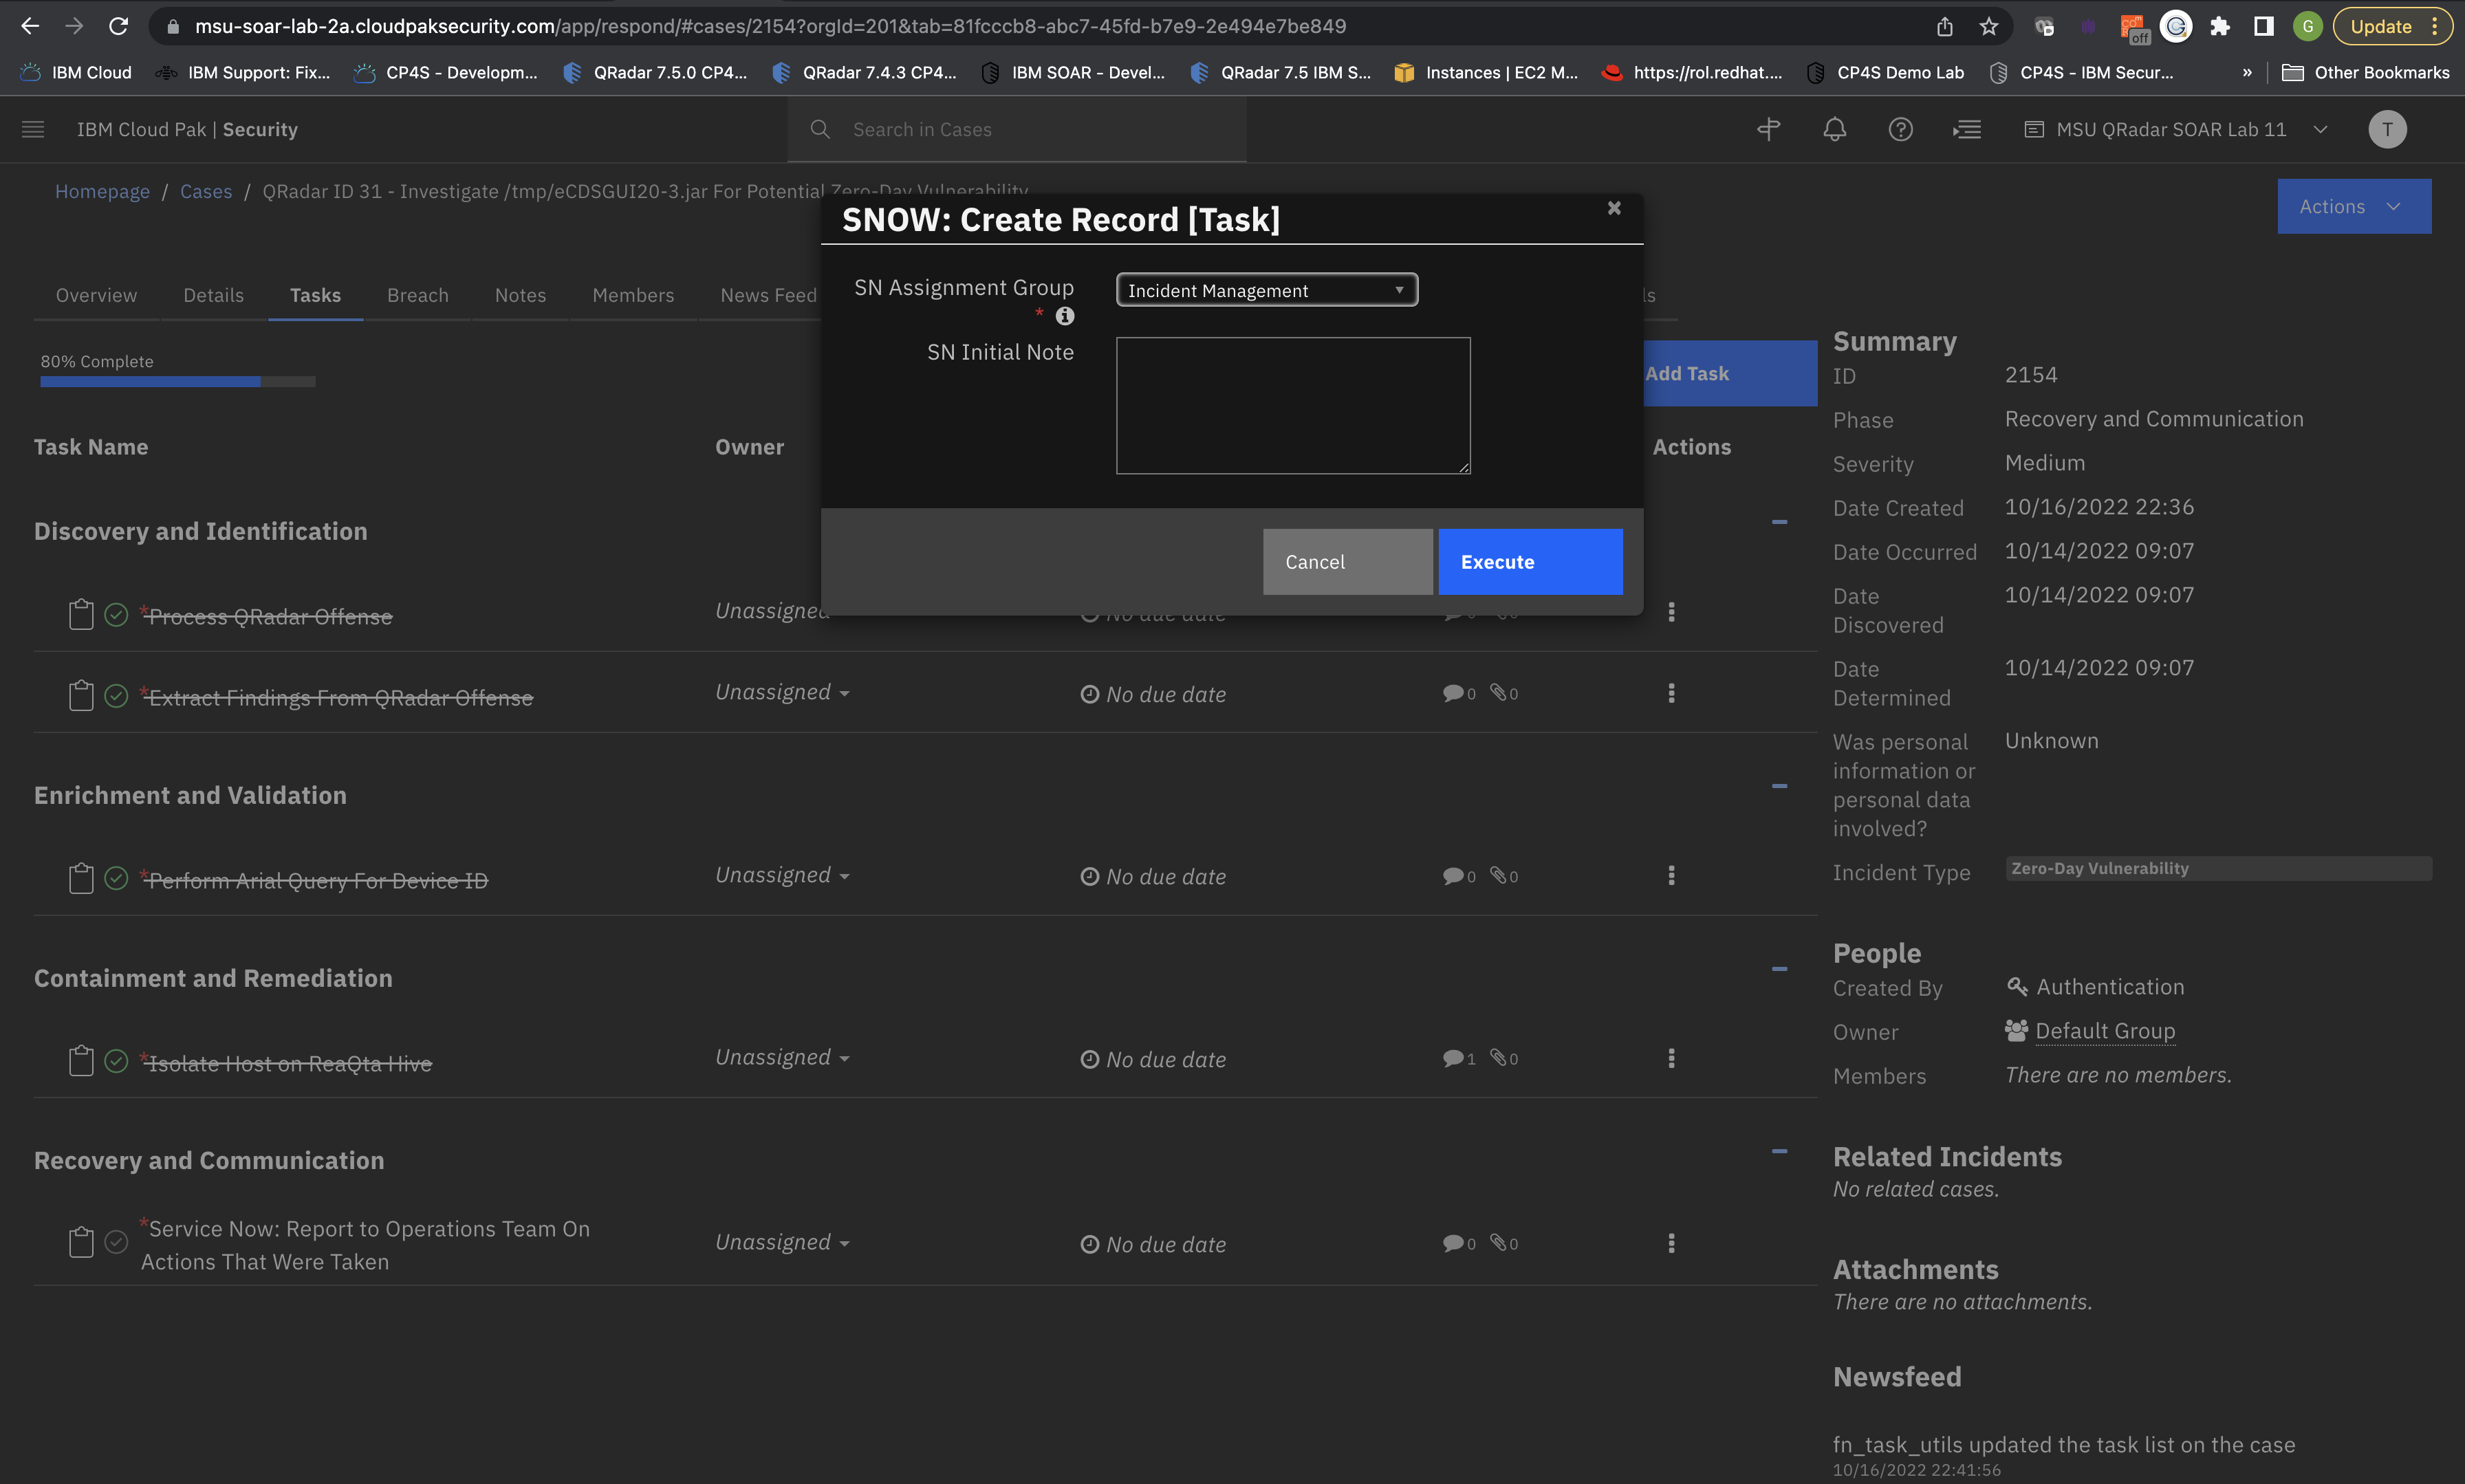 msu-soar-lab-2a.cloudpaksecurity.com/app/respond/#cases/2154?orgId=201&tab=81fcccb8-abc7-45fd-b7e9-2e494e7be849
off
G
Update
IBM Cloud
IBM Support: Fix...
CP4S - Developm...
QRadar 7.5.0 CP4...
QRadar 7.4.3 CP4...
IBM SOAR - Devel...
QRadar 7.5 IBM S...
Instances | EC2 M...
https://rol.redhat....
CP4S Demo Lab
CP4S - IBM Secur...
»
Other Bookmarks
IBM Cloud Pak | Security
Search in Cases
MSU QRadar SOAR Lab 11
T
Homepage / Cases / QRadar ID 31 - Investigate /tmp/eCDSGUI20-3.jar For Potential Zero-Day Vulnerability
Actions
SNOW: Create Record [Task]
SN Assignment Group *
Incident Management
SN Initial Note
Cancel
Execute
Overview
Details
Tasks
Breach
Notes
Members
News Feed
ls
80% Complete
Add Task
Task Name
Owner
Actions
Discovery and Identification
*Process QRadar Offense
Unassigned
No due date
*Extract Findings From QRadar Offense
Unassigned
No due date
0
0
Enrichment and Validation
*Perform Arial Query For Device ID
Unassigned
No due date
0
0
Containment and Remediation
*Isolate Host on ReaQta Hive
Unassigned
No due date
1
0
Recovery and Communication
*Service Now: Report to Operations Team On
Actions That Were Taken
Unassigned
No due date
0
0
Summary
ID
2154
Phase
Recovery and Communication
Severity
Medium
Date Created
10/16/2022 22:36
Date Occurred
10/14/2022 09:07
Date
Discovered
10/14/2022 09:07
Date
Determined
10/14/2022 09:07
Was personal
information or
personal data
involved?
Unknown
Incident Type
Zero-Day Vulnerability
People
Created By
Authentication
Owner
Default Group
Members
There are no members.
Related Incidents
No related cases.
Attachments
There are no attachments.
Newsfeed
fn_task_utils updated the task list on the case
10/16/2022 22:41:56